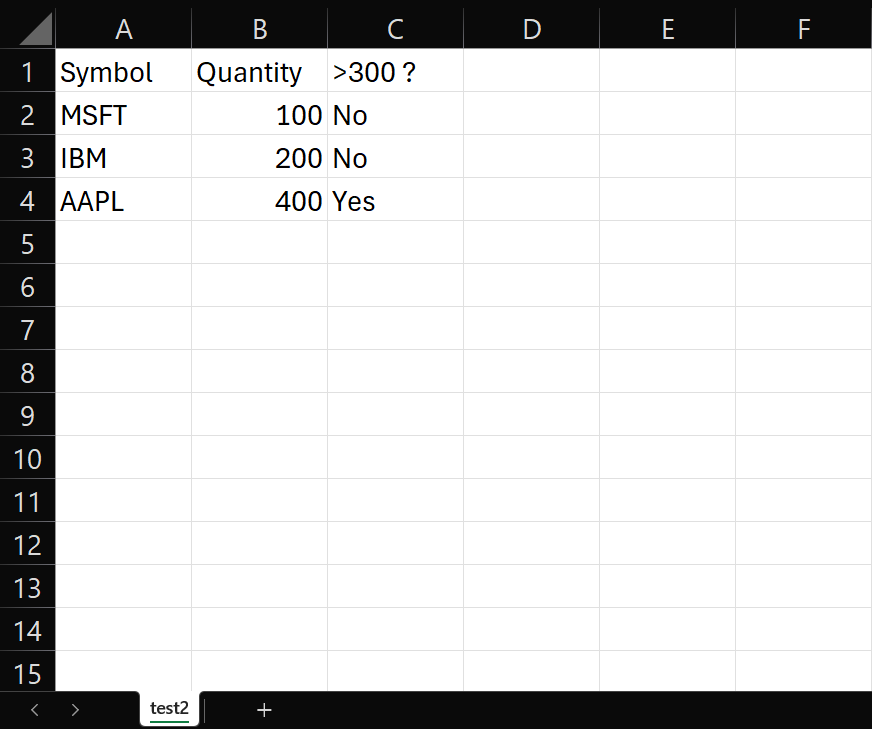 A B C D E F
1 Symbol Quantity >300 ?
2 MSFT 100 No
3 IBM 200 No
4 AAPL 400 Yes
5
6
7
8
9
10
11
12
13
14
15
test2 +